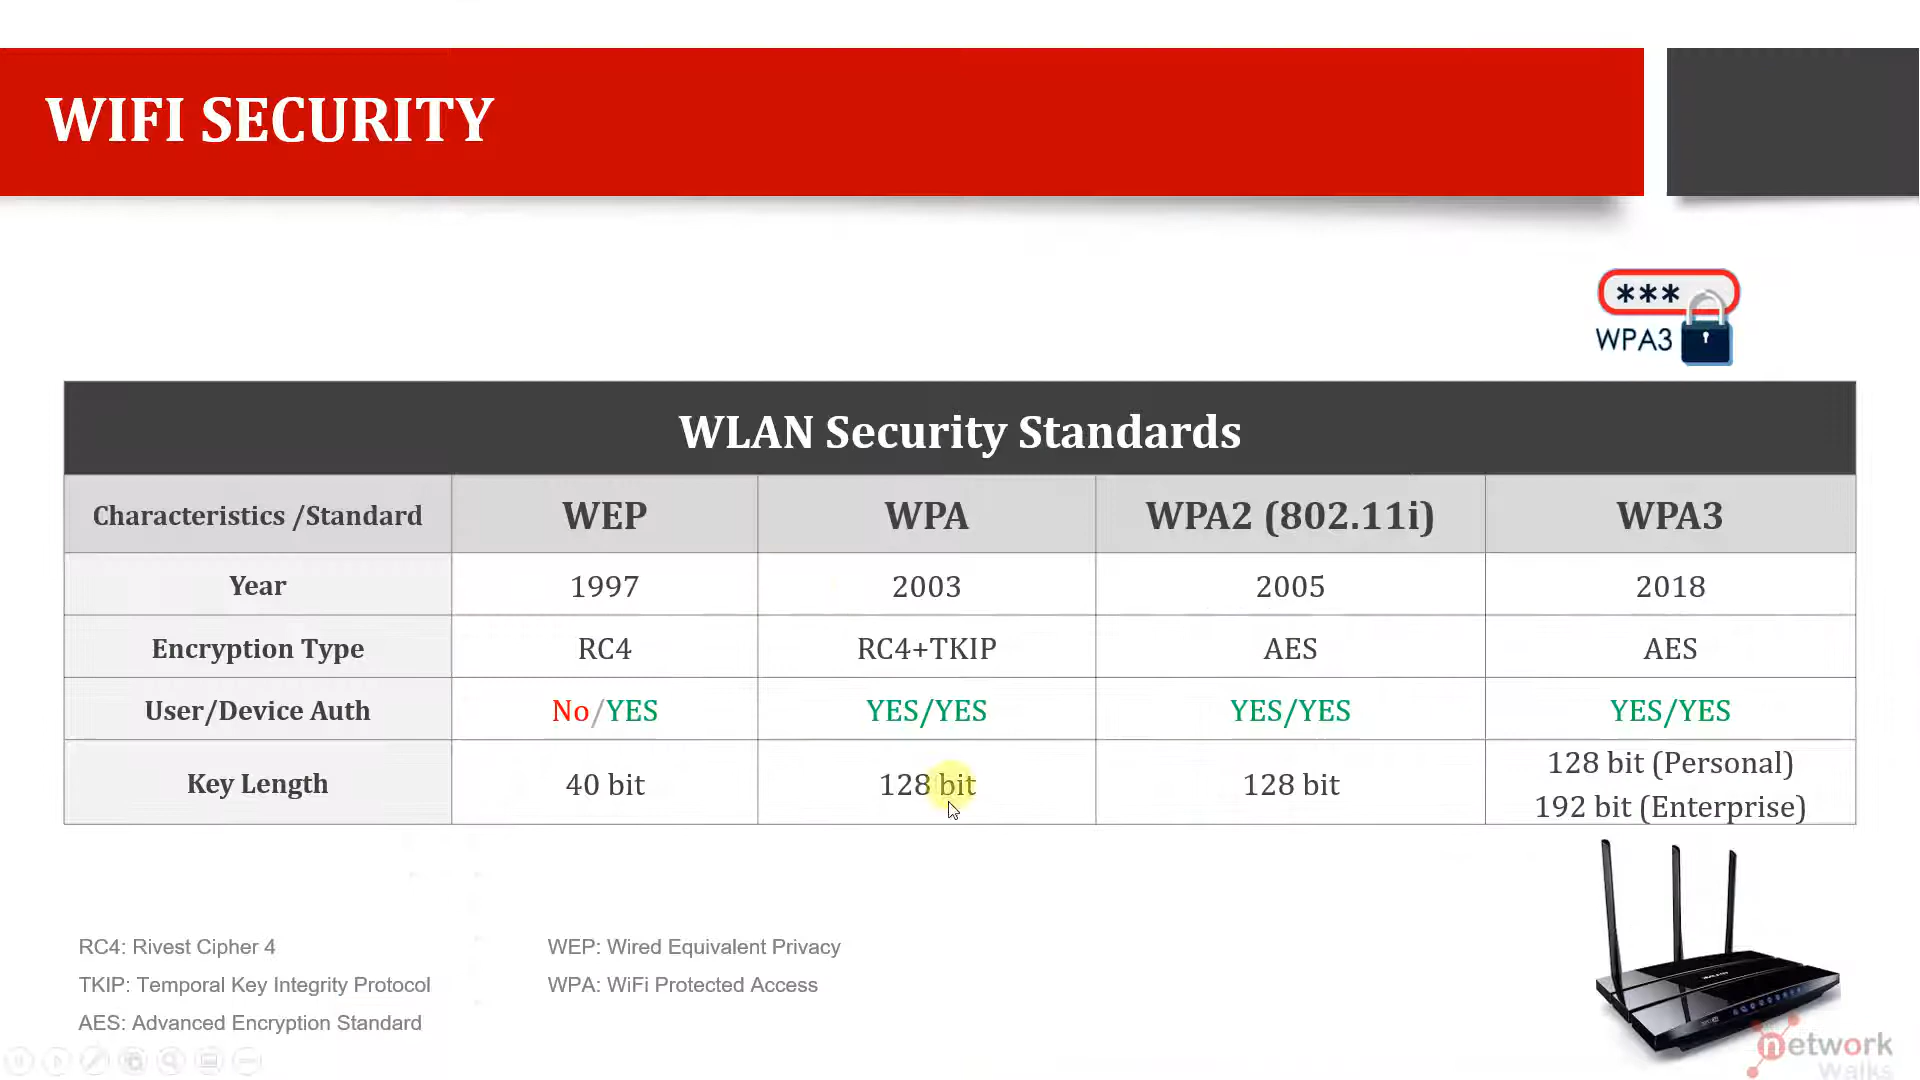 WIFI SECURITY
***
WPA3
WLAN Security Standards
Characteristics /Standard WEP WPA WPA2 (802.11i) WPA3
Year 1997 2003 2005 2018
Encryption Type RC4 RC4+TKIP AES AES
User/Device Auth No/YES YES/YES YES/YES YES/YES
Key Length 40 bit 128 bit 128 bit 128 bit (Personal)
192 bit (Enterprise)
RC4: Rivest Cipher 4 WEP: Wired Equivalent Privacy
TKIP: Temporal Key Integrity Protocol WPA: WiFi Protected Access
AES: Advanced Encryption Standard
network
Walks